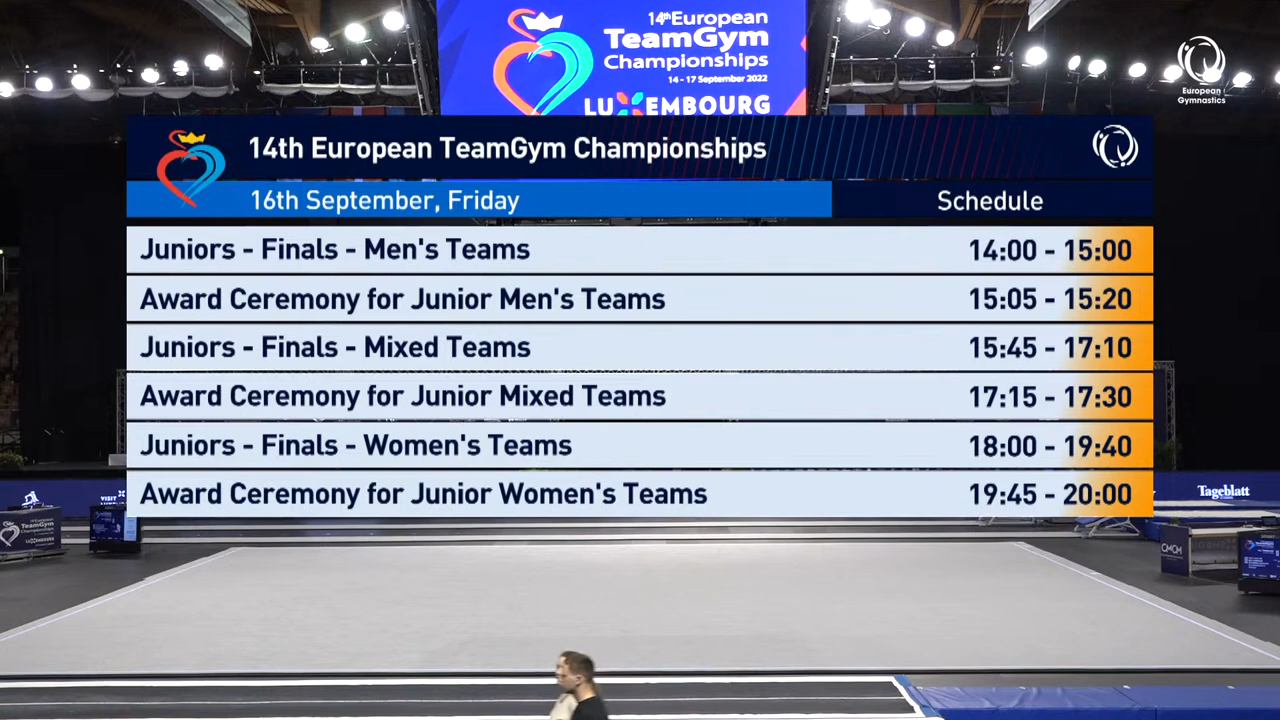 14th European
TeamGym
Championships
14 - 17 September 2022
LUXEMBOURG
European
Gymnastics
14th European TeamGym Championships
16th September, Friday
Schedule
Juniors - Finals - Men's Teams 14:00 - 15:00
Award Ceremony for Junior Men's Teams 15:05 - 15:20
Juniors - Finals - Mixed Teams 15:45 - 17:10
Award Ceremony for Junior Mixed Teams 17:15 - 17:30
Juniors - Finals - Women's Teams 18:00 - 19:40
Award Ceremony for Junior Women's Teams 19:45 - 20:00
VISIT
Tageblatt
TeamGym
GMCM